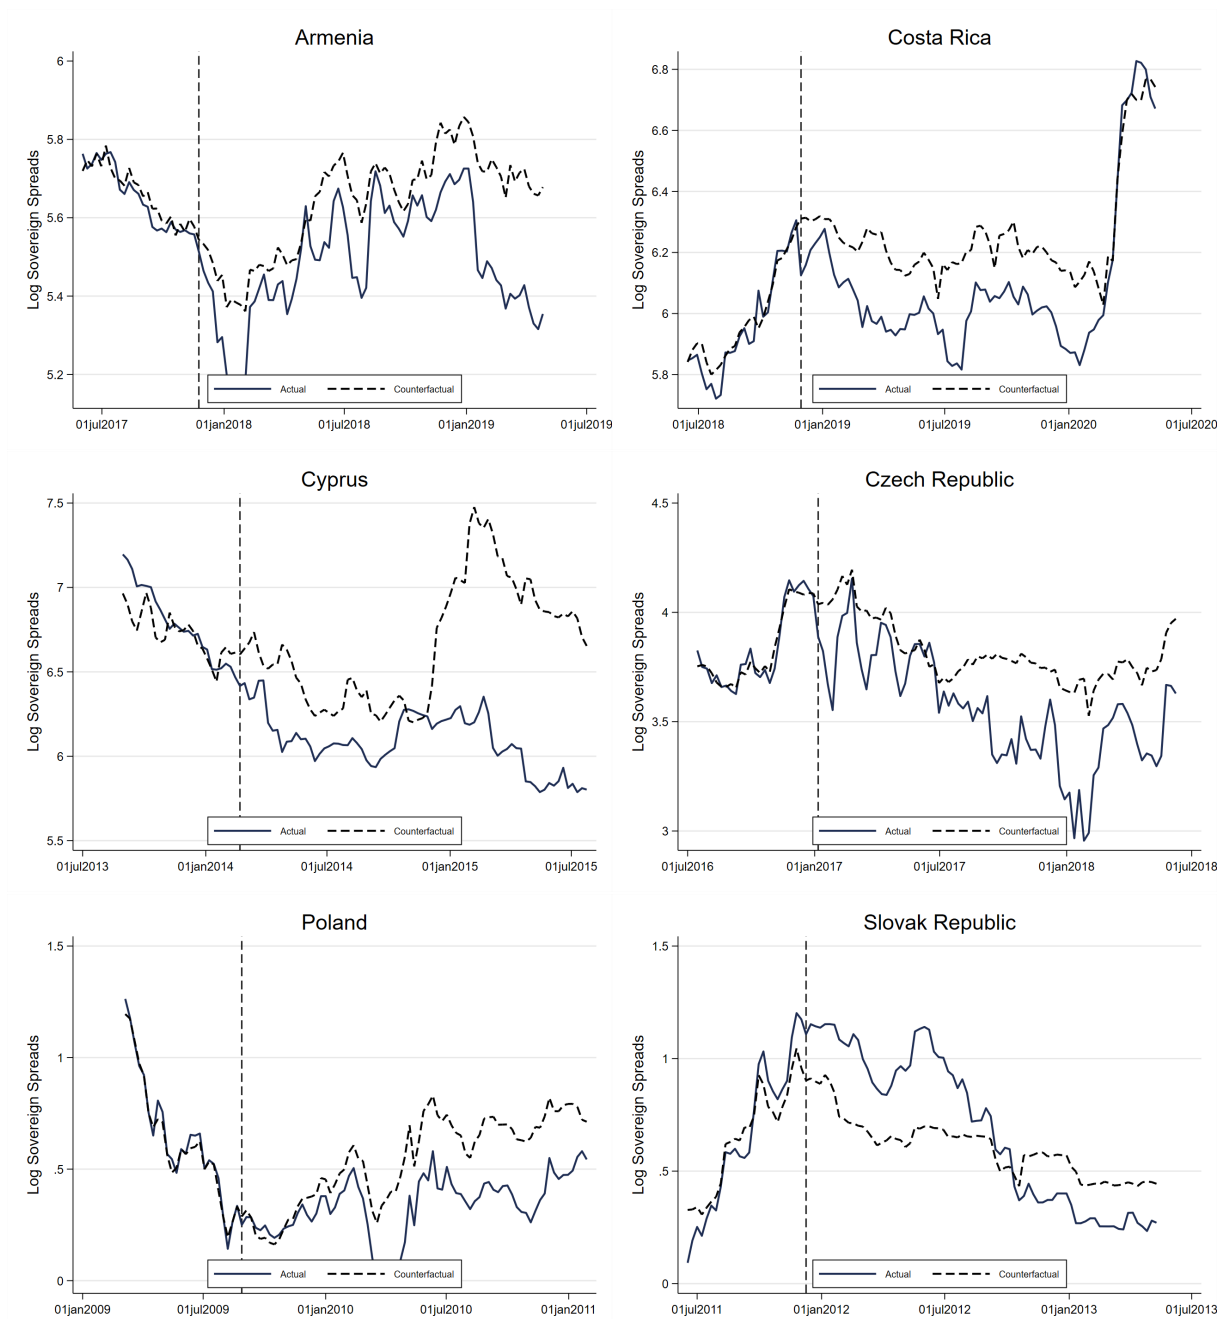 Armenia
Log Sovereign Spreads
6
5.8
5.6
5.4
5.2
01jul2017
01jan2018
01jul2018
01jan2019
01jul2019
Actual
Counterfactual
Costa Rica
Log Sovereign Spreads
6.8
6.6
6.4
6.2
6
5.8
01jul2018
01jan2019
01jul2019
01jan2020
01jul2020
Actual
Counterfactual
Cyprus
Log Sovereign Spreads
7.5
7
6.5
6
5.5
01jul2013
01jan2014
01jul2014
01jan2015
01jul2015
Actual
Counterfactual
Czech Republic
Log Sovereign Spreads
4.5
4
3.5
3
01jul2016
01jan2017
01jul2017
01jan2018
01jul2018
Actual
Counterfactual
Poland
Log Sovereign Spreads
1.5
1
.5
0
01jan2009
01jul2009
01jan2010
01jul2010
01jan2011
Actual
Counterfactual
Slovak Republic
Log Sovereign Spreads
1.5
1
.5
0
01jul2011
01jan2012
01jul2012
01jan2013
01jul2013
Actual
Counterfactual